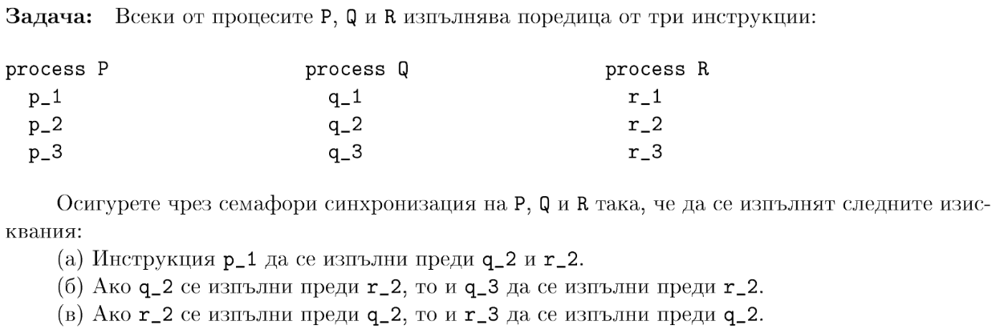 Задача: Всеки от процесите P, Q и R изпълнява поредица от три инструкции:
process P process Q process R
p_1 q_1 r_1
p_2 q_2 r_2
p_3 q_3 r_3
Осигурете чрез семафори синхронизация на P, Q и R така, че да се изпълнят следните изис-
квания:
(а) Инструкция p_1 да се изпълни преди q_2 и r_2.
(б) Ако q_2 се изпълни преди r_2, то и q_3 да се изпълни преди r_2.
(в) Ако r_2 се изпълни преди q_2, то и r_3 да се изпълни преди q_2.